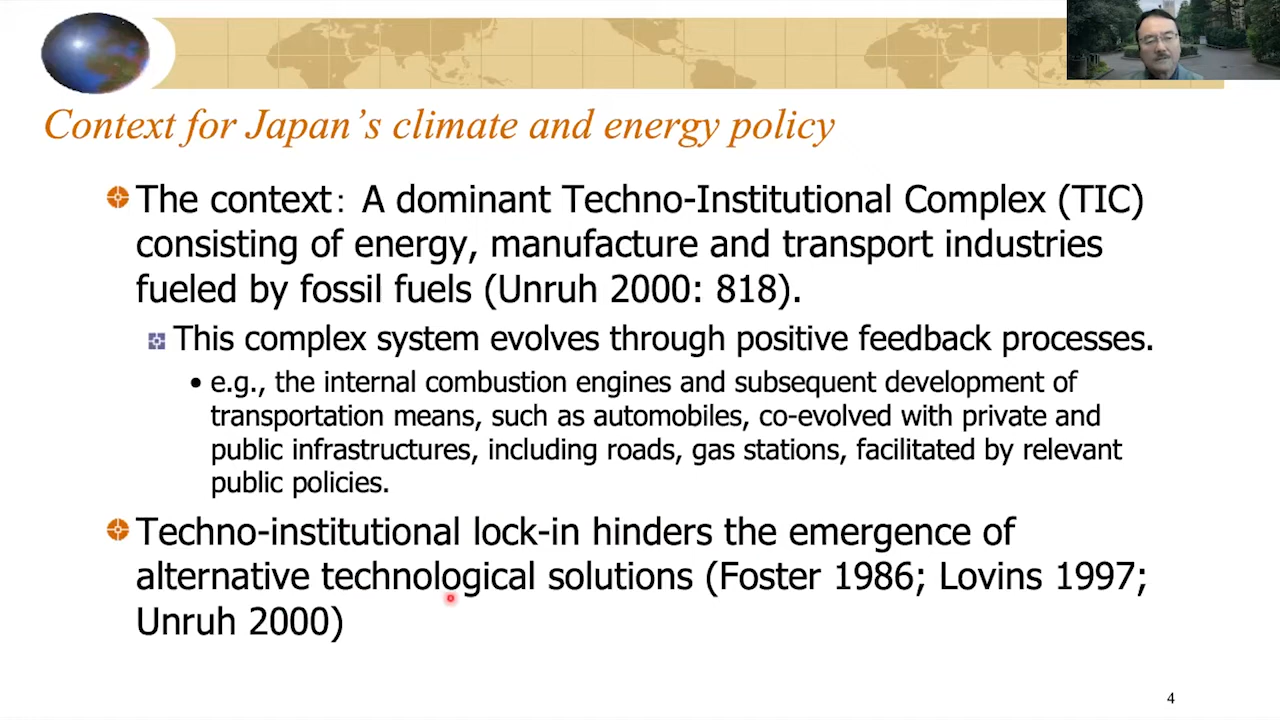 Context for Japan’s climate and energy policy
The context: A dominant Techno-Institutional Complex (TIC)
consisting of energy, manufacture and transport industries
fueled by fossil fuels (Unruh 2000: 818).
This complex system evolves through positive feedback processes.
• e.g., the internal combustion engines and subsequent development of
transportation means, such as automobiles, co-evolved with private and
public infrastructures, including roads, gas stations, facilitated by relevant
public policies.
Techno-institutional lock-in hinders the emergence of
alternative technological solutions (Foster 1986; Lovins 1997;
Unruh 2000)
4